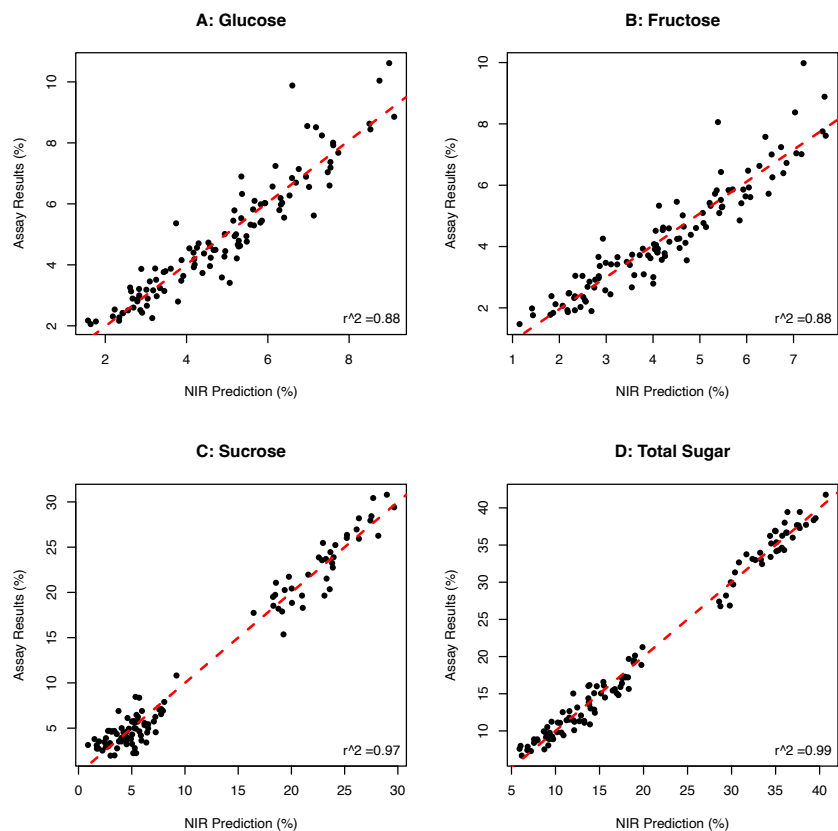 A: Glucose
Assay Results (%)
10
8
6
4
2
r^2 =0.88
2 4 6 8
NIR Prediction (%)
B: Fructose
Assay Results (%)
10
8
6
4
2
r^2 =0.88
1 2 3 4 5 6 7
NIR Prediction (%)
C: Sucrose
Assay Results (%)
30
25
20
15
10
5
r^2 =0.97
0 5 10 15 20 25 30
NIR Prediction (%)
D: Total Sugar
Assay Results (%)
40
35
30
25
20
15
10
r^2 =0.99
5 10 15 20 25 30 35 40
NIR Prediction (%)